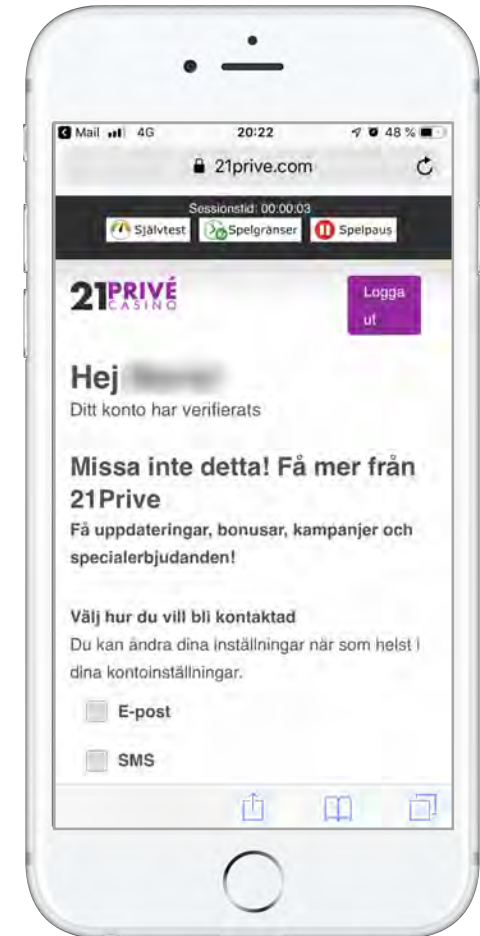 Mail 4G 20:22 48 %
21prive.com
Sessionstid: 00:00:03
Självtest Spelgränser Spelpaus
21PRIVÉ
CASINO
Logga
ut
Hej
Ditt konto har verifierats
Missa inte detta! Få mer från
21Prive
Få uppdateringar, bonusar, kampanjer och
specialerbjudanden!
Välj hur du vill bli kontaktad
Du kan ändra dina inställningar när som helst i
dina kontoinställningar.
E-post
SMS